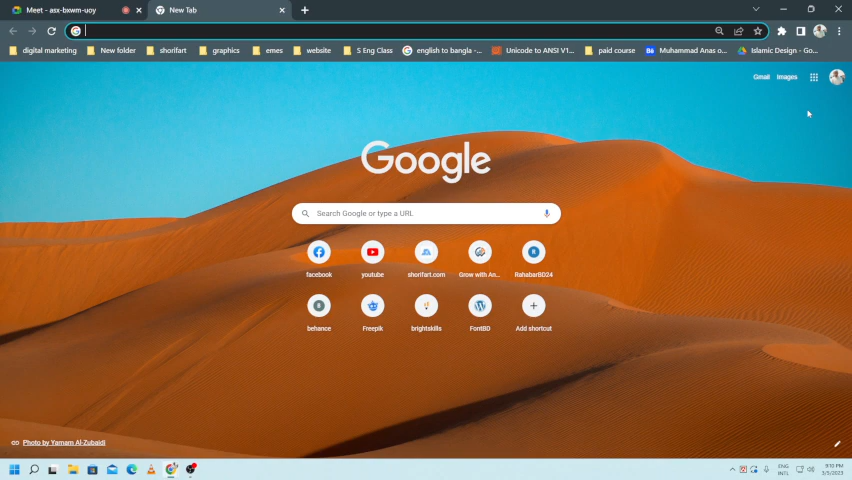 Meet - asx-bxwm-uoy
New Tab
digital marketing
New folder
shorifart
graphics
emes
website
S Eng Class
english to bangla -...
Unicode to ANSI V1...
paid course
Muhammad Anas o...
Islamic Design - Go...
Gmail
Images
Google
Search Google or type a URL
facebook
youtube
shorifart.com
Grow with An...
RahabarBD24
behance
Freepik
brightskills
FontBD
Add shortcut
Photo by Yamam Al-Zubaidi
ENG
INTL
9:10 PM
3/5/2023